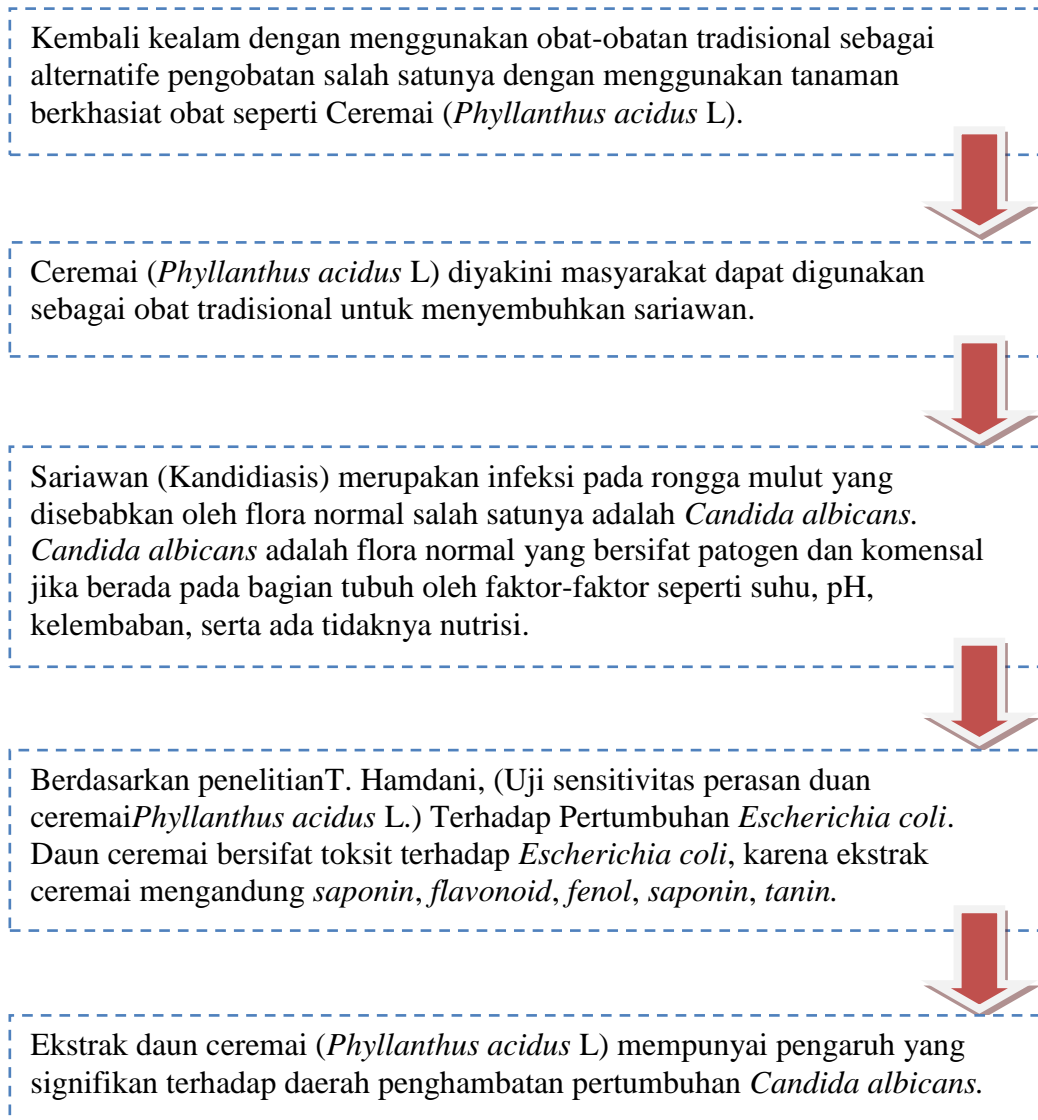 Kembali kealam dengan menggunakan obat-obatan tradisional sebagai
alternatife pengobatan salah satunya dengan menggunakan tanaman
berkhasiat obat seperti Ceremai (Phyllanthus acidus L).
Ceremai (Phyllanthus acidus L) diyakini masyarakat dapat digunakan
sebagai obat tradisional untuk menyembuhkan sariawan.
Sariawan (Kandidiasis) merupakan infeksi pada rongga mulut yang
disebabkan oleh flora normal salah satunya adalah Candida albicans.
Candida albicans adalah flora normal yang bersifat patogen dan komensal
jika berada pada bagian tubuh oleh faktor-faktor seperti suhu, pH,
kelembaban, serta ada tidaknya nutrisi.
Berdasarkan penelitianT. Hamdani, (Uji sensitivitas perasan duan
ceremaiPhyllanthus acidus L.) Terhadap Pertumbuhan Escherichia coli.
Daun ceremai bersifat toksit terhadap Escherichia coli, karena ekstrak
ceremai mengandung saponin, flavonoid, fenol, saponin, tanin.
Ekstrak daun ceremai (Phyllanthus acidus L) mempunyai pengaruh yang
signifikan terhadap daerah penghambatan pertumbuhan Candida albicans.